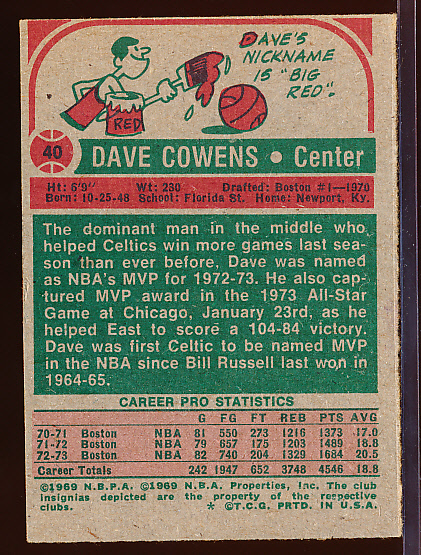 DAVE'S
NICKNAME
IS "BIG
RED".
RED
40 DAVE COWENS • Center
Ht: 6'9" Wt: 230 Drafted: Boston #1—1970
Born: 10-25-48 School: Florida St. Home: Newport, Ky.
The dominant man in the middle who
helped Celtics win more games last sea-
son than ever before, Dave was named
as NBA's MVP for 1972-73. He also cap-
tured MVP award in the 1973 All-Star
Game at Chicago, January 23rd, as he
helped East to score a 104-84 victory.
Dave was first Celtic to be named MVP
in the NBA since Bill Russell last won in
1964-65.
CAREER PRO STATISTICS
G FG FT REB PTS AVG
70-71 Boston NBA 81 550 273 1216 1373 17.0
71-72 Boston NBA 79 657 175 1203 1489 18.8
72-73 Boston NBA 82 740 204 1329 1684 20.5
Career Totals 242 1947 652 3748 4546 18.8
©1969 N.B.P.A. ©1969 N.B.A. Properties, Inc. The club
insignias depicted are the property of the respective
clubs. * ©T.C.G. PRTD. IN U.S.A.